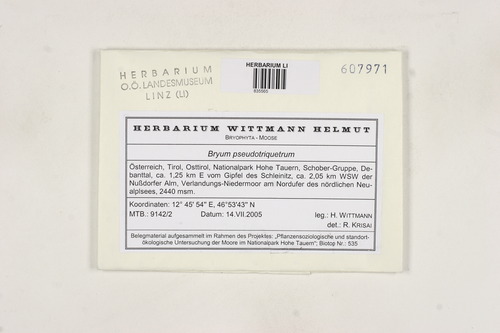 HERBARIUM
O.Ö. LANDESMUSEUM
LINZ (LI)
HERBARIUM LI
607971
HERBARIUM WITTMANN HELMUT
BRYOPHYTA - MOOSE
Bryum pseudotriquetrum
Österreich, Tirol, Osttirol, Nationalpark Hohe Tauern, Schober-Gruppe, De-
banttal, ca. 1,25 km E vom Gipfel des Schleinitz, ca. 2,05 km WSW der
Nußdorfer Alm, Verlandungs-Niedermoor am Nordufer des nördlichen Neu-
alplsees, 2440 msm.
Koordinaten: 12° 45' 54" E, 46°53'43" N
MTB.: 9142/2 Datum: 14.VII.2005 leg.: H. WITTMANN
det.: R. KRISAI
Belegmaterial aufgesammelt im Rahmen des Projektes: „Pflanzensoziologische und standort-
ökologische Untersuchung der Moore im Nationalpark Hohe Tauern"; Biotop Nr.: 535